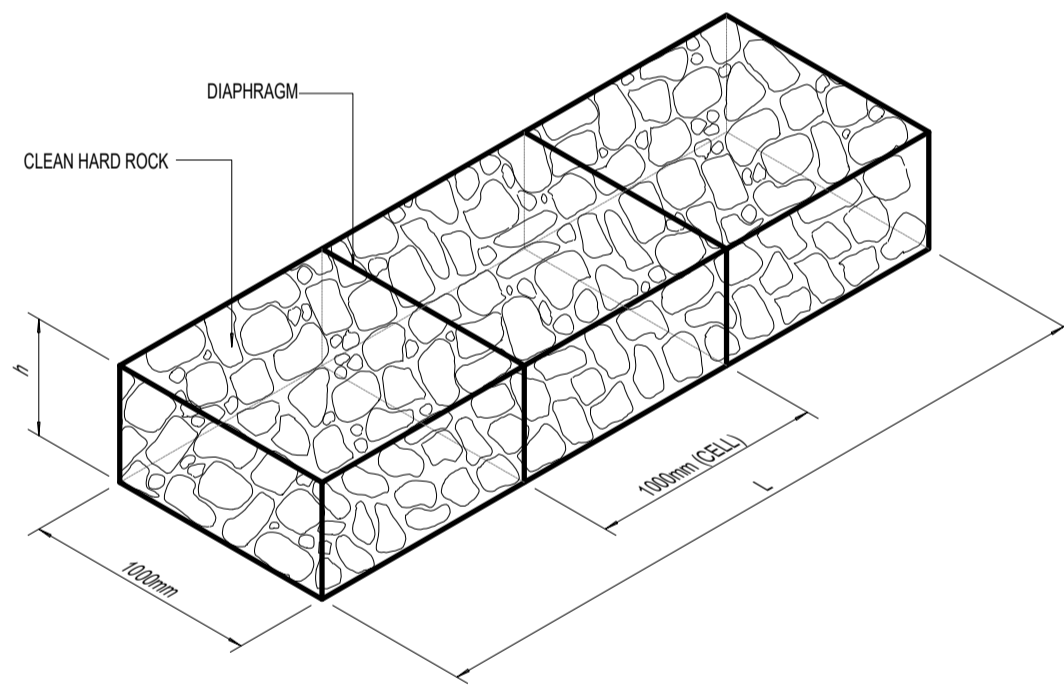 DIAPHRAGM
CLEAN HARD ROCK
h
1000mm (CELL)
L
1000mm